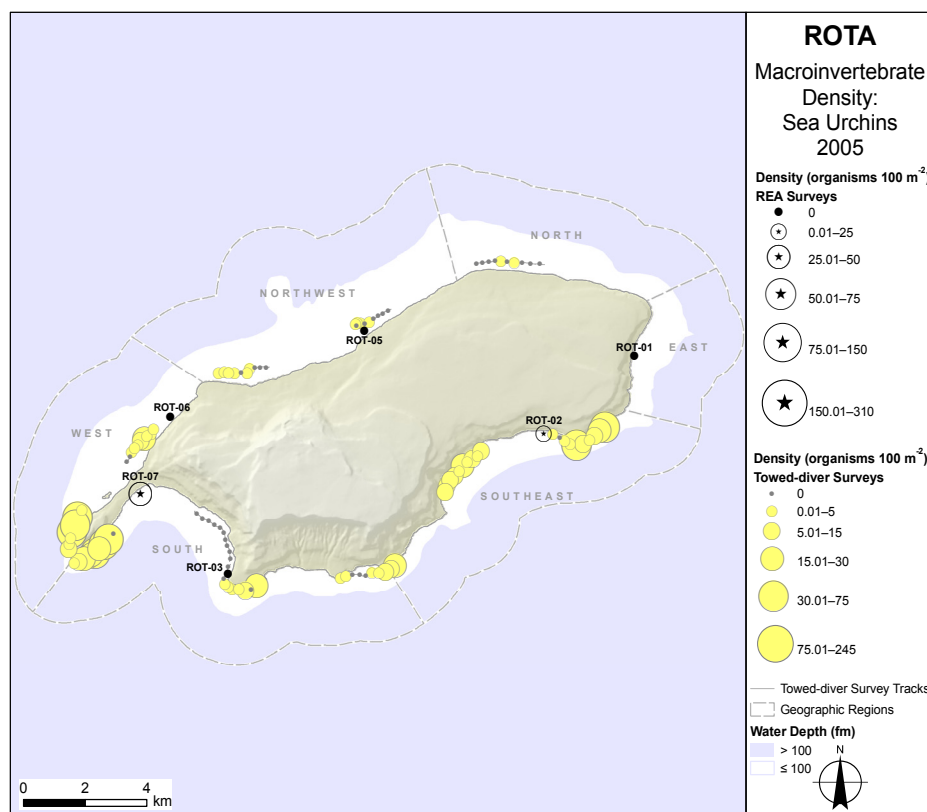 ROTA
Macroinvertebrate
Density:
Sea Urchins
2005
Density (organisms 100 m-2)
REA Surveys
0
0.01–25
25.01–50
50.01–75
75.01–150
150.01–310
Density (organisms 100 m-2)
Towed-diver Surveys
0
0.01–5
5.01–15
15.01–30
30.01–75
75.01–245
Towed-diver Survey Tracks
Geographic Regions
Water Depth (fm)
> 100
≤ 100
N
NORTH
NORTHWEST
ROT-05
ROT-01
EAST
ROT-06
ROT-02
WEST
ROT-07
SOUTHEAST
SOUTH
ROT-03
0 2 4
km